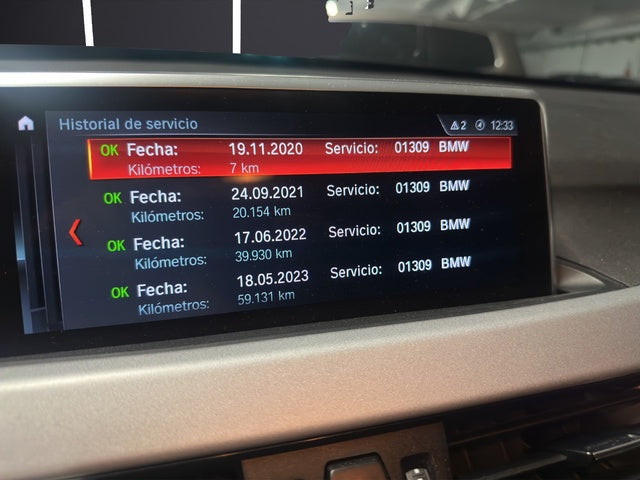 Historial de servicio 2 12:33
OK Fecha: 19.11.2020 Servicio: 01309 BMW
Kilómetros: 7 km
OK Fecha: 24.09.2021 Servicio: 01309 BMW
Kilómetros: 20.154 km
OK Fecha: 17.06.2022 Servicio: 01309 BMW
Kilómetros: 39.930 km
OK Fecha: 18.05.2023 Servicio: 01309 BMW
Kilómetros: 59.131 km